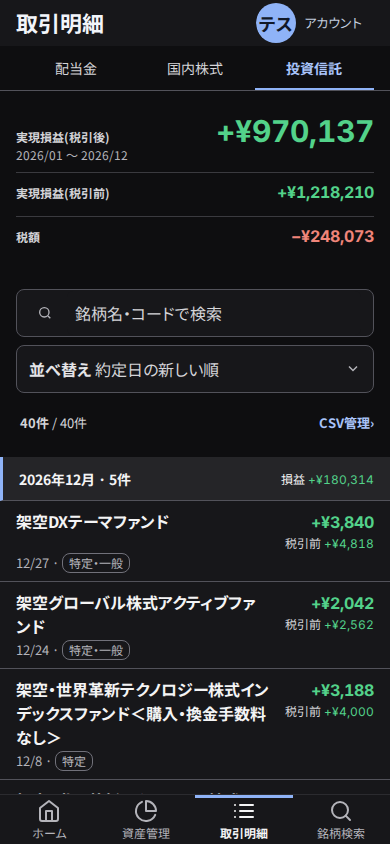 取引明細
テス アカウント
配当金 国内株式 投資信託
実現損益(税引後) +¥970,137
2026/01 〜 2026/12
実現損益(税引前) +¥1,218,210
税額 −¥248,073
銘柄名・コードで検索
並べ替え 約定日の新しい順
40件 / 40件 CSV管理›
2026年12月・5件 損益 +¥180,314
架空DXテーマファンド +¥3,840
税引前 +¥4,818
12/27・特定・一般
架空グローバル株式アクティブファ +¥2,042
ンド 税引前 +¥2,562
12/24・特定・一般
架空・世界革新テクノロジー株式イン +¥3,188
デックスファンド＜購入・換金手数料 税引前 +¥4,000
なし＞
12/8・特定
ホーム 資産管理 取引明細 銘柄検索